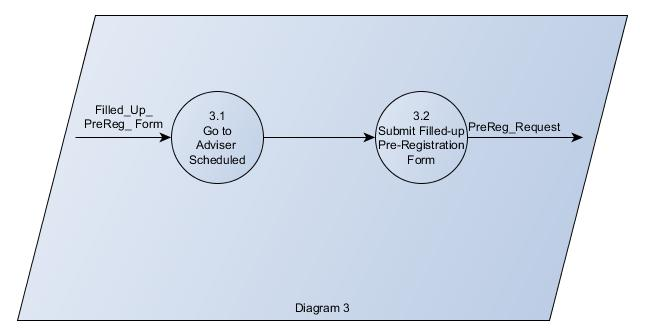 Filled_Up_
PreReg_ Form
3.1
Go to
Adviser
Scheduled
3.2
Submit Filled-up
Pre-Registration
Form
PreReg_Request
Diagram 3